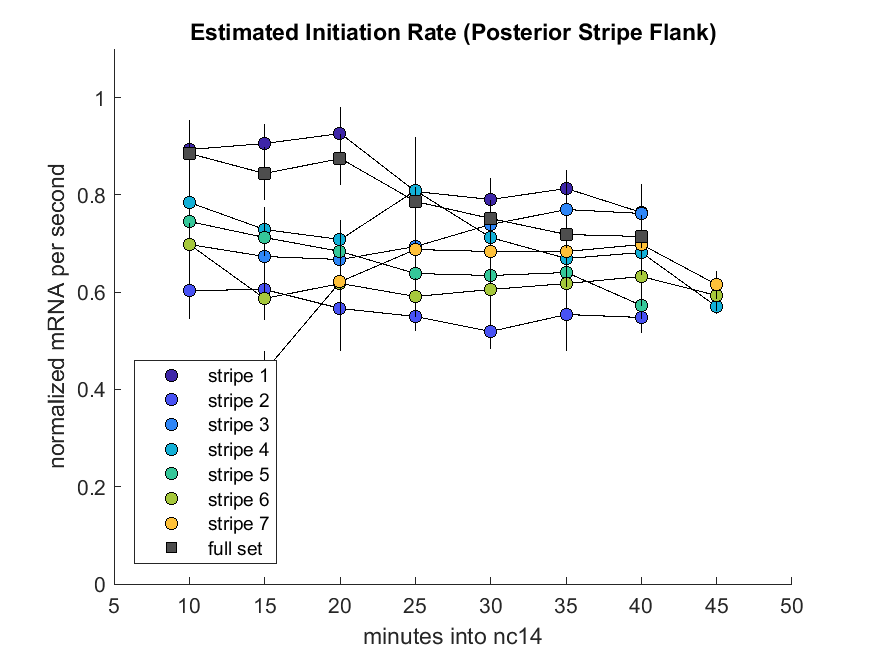 Estimated Initiation Rate (Posterior Stripe Flank)
normalized mRNA per second
1
0.8
0.6
0.4
0.2
0
stripe 1
stripe 2
stripe 3
stripe 4
stripe 5
stripe 6
stripe 7
full set
5 10 15 20 25 30 35 40 45 50
minutes into nc14